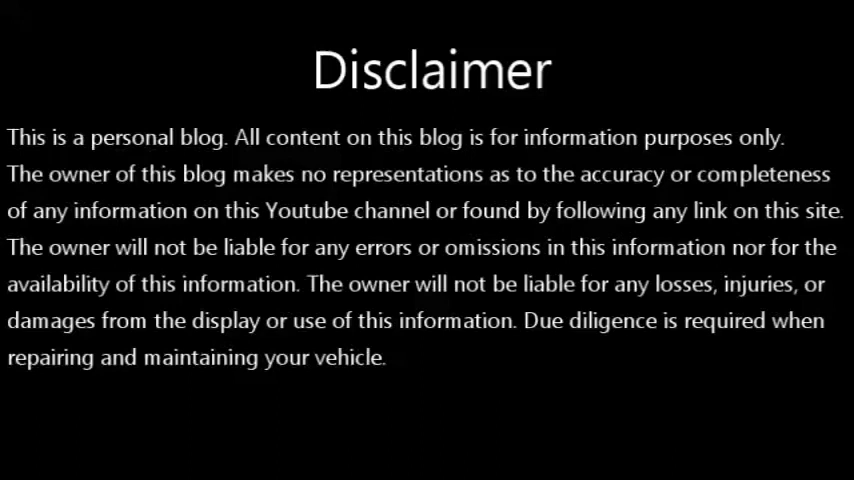 Disclaimer
This is a personal blog. All content on this blog is for information purposes only.
The owner of this blog makes no representations as to the accuracy or completeness
of any information on this Youtube channel or found by following any link on this site.
The owner will not be liable for any errors or omissions in this information nor for the
availability of this information. The owner will not be liable for any losses, injuries, or
damages from the display or use of this information. Due diligence is required when
repairing and maintaining your vehicle.